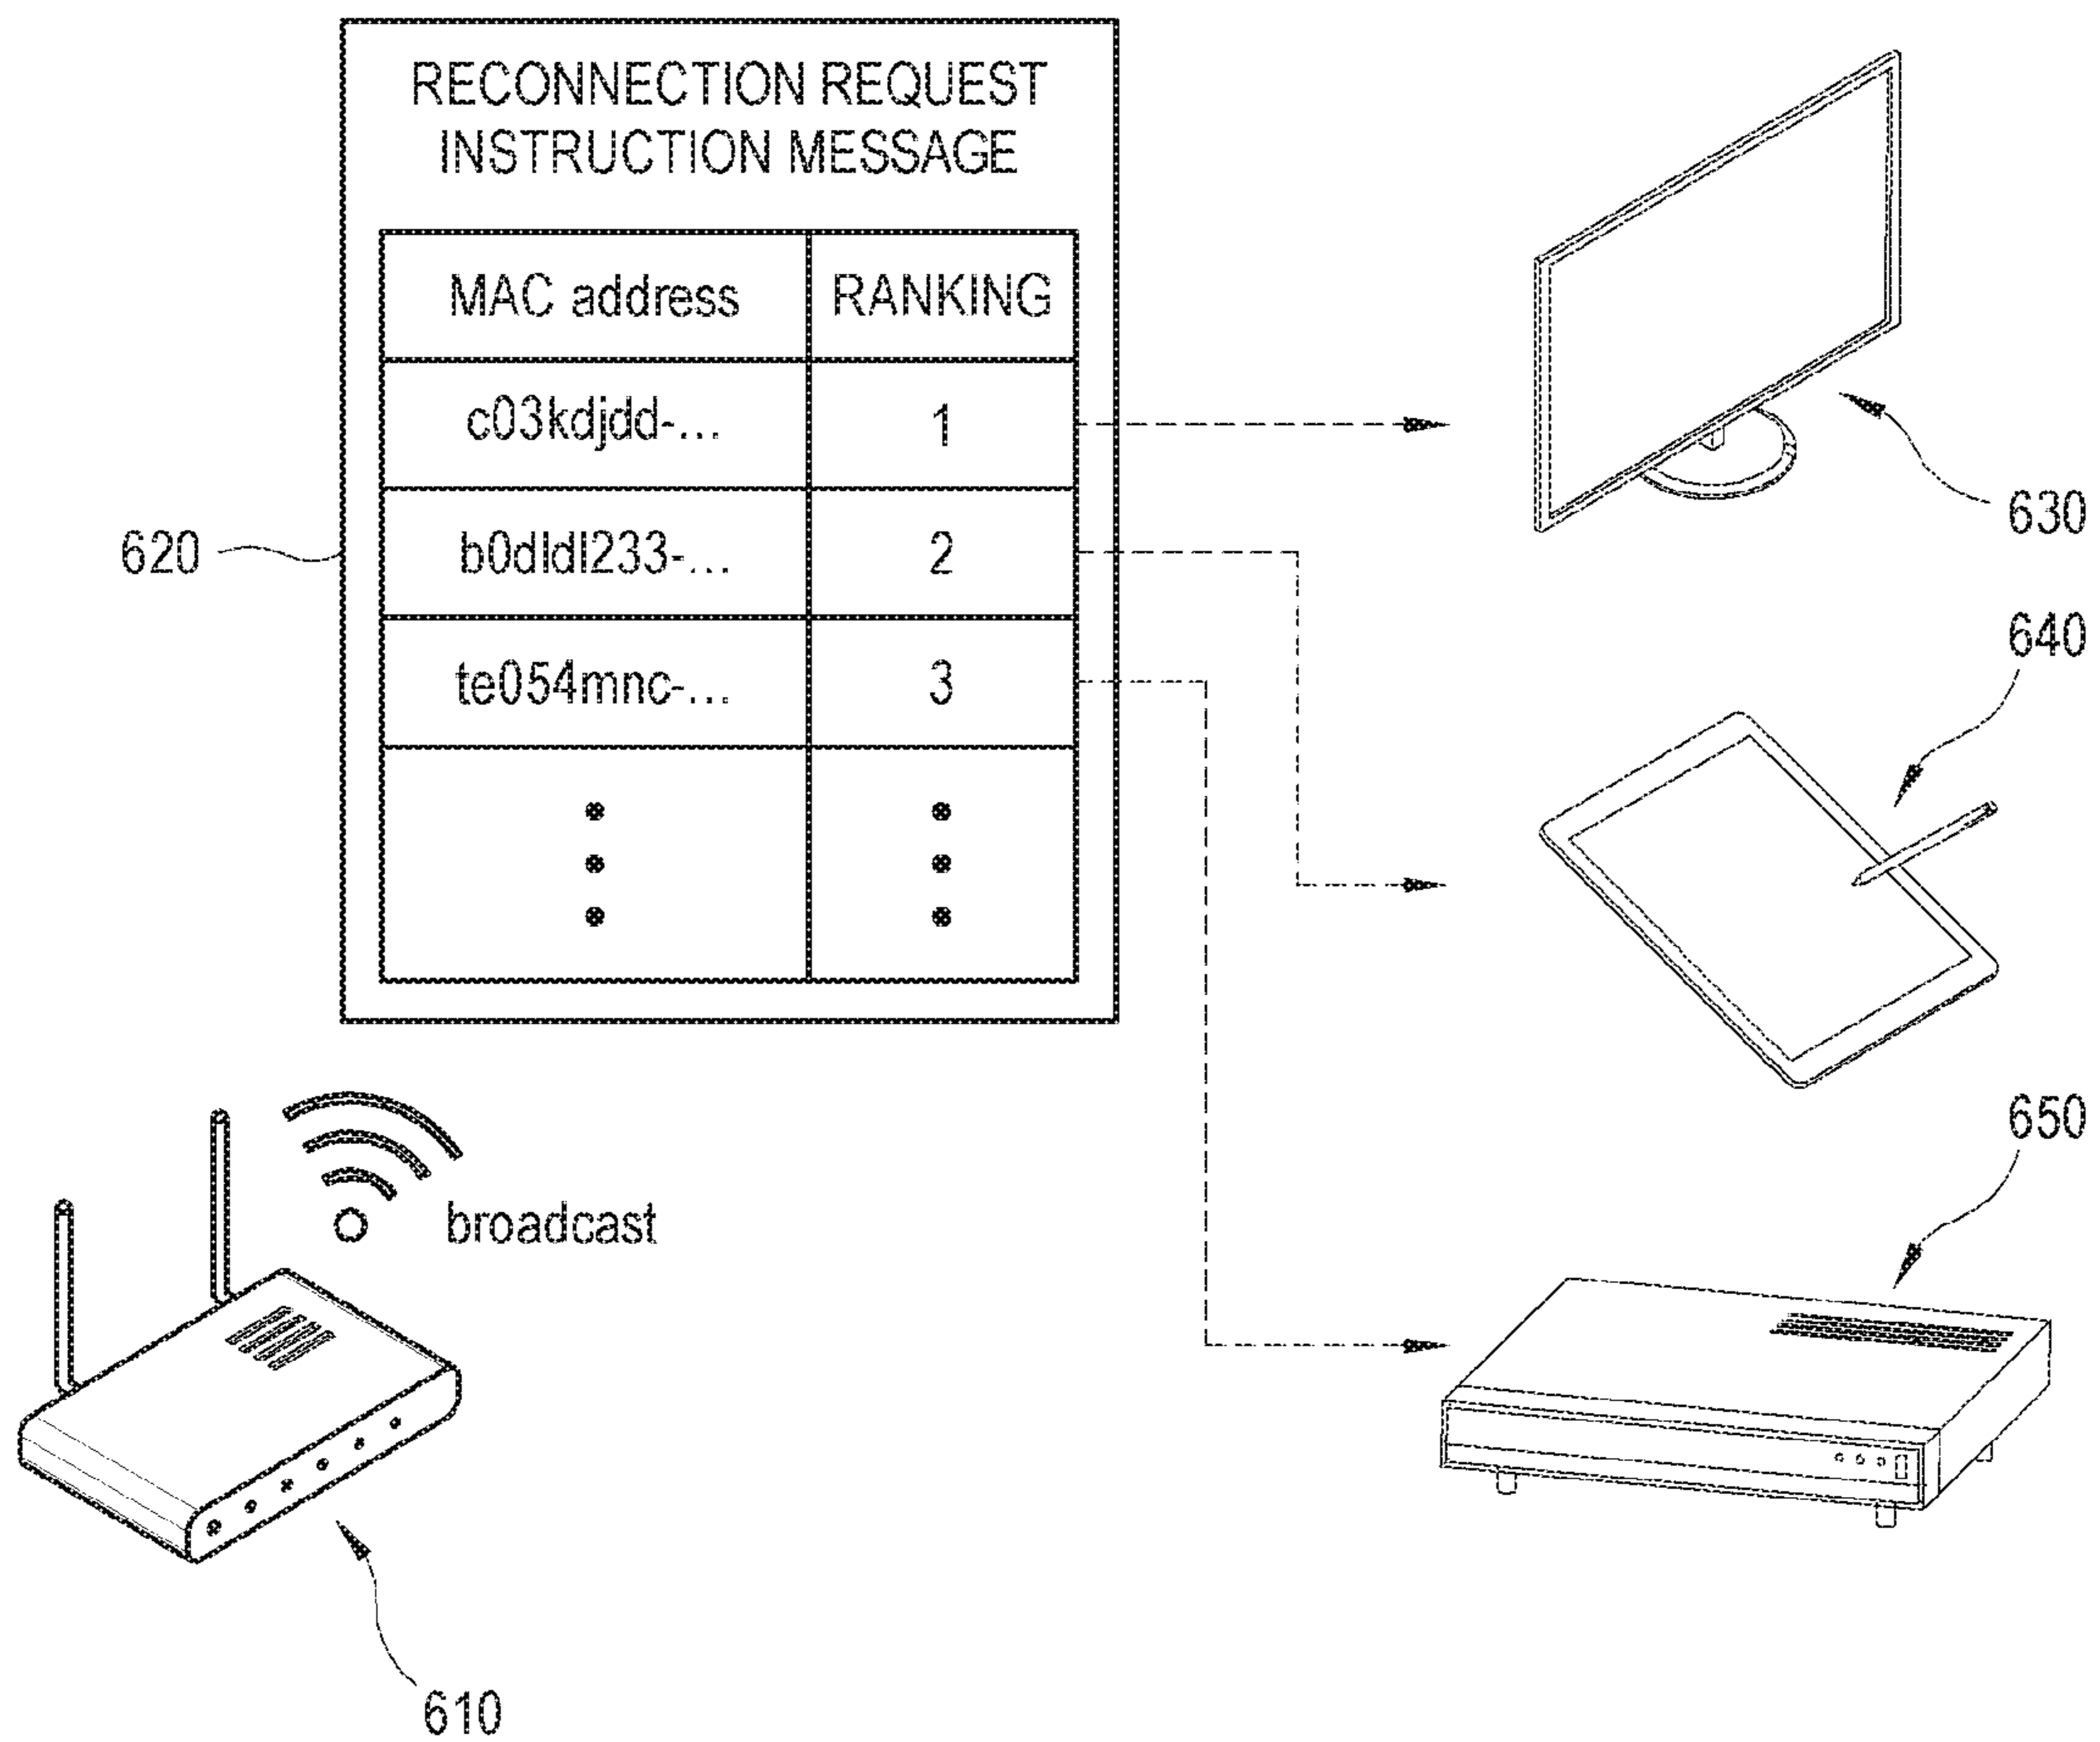 RECONNECTION REQUEST
INSTRUCTION MESSAGE
MAC address RANKING
c03kdjdd-... 1
b0dldl233-... 2
te054mnc-... 3
620
630
640
650
broadcast
610